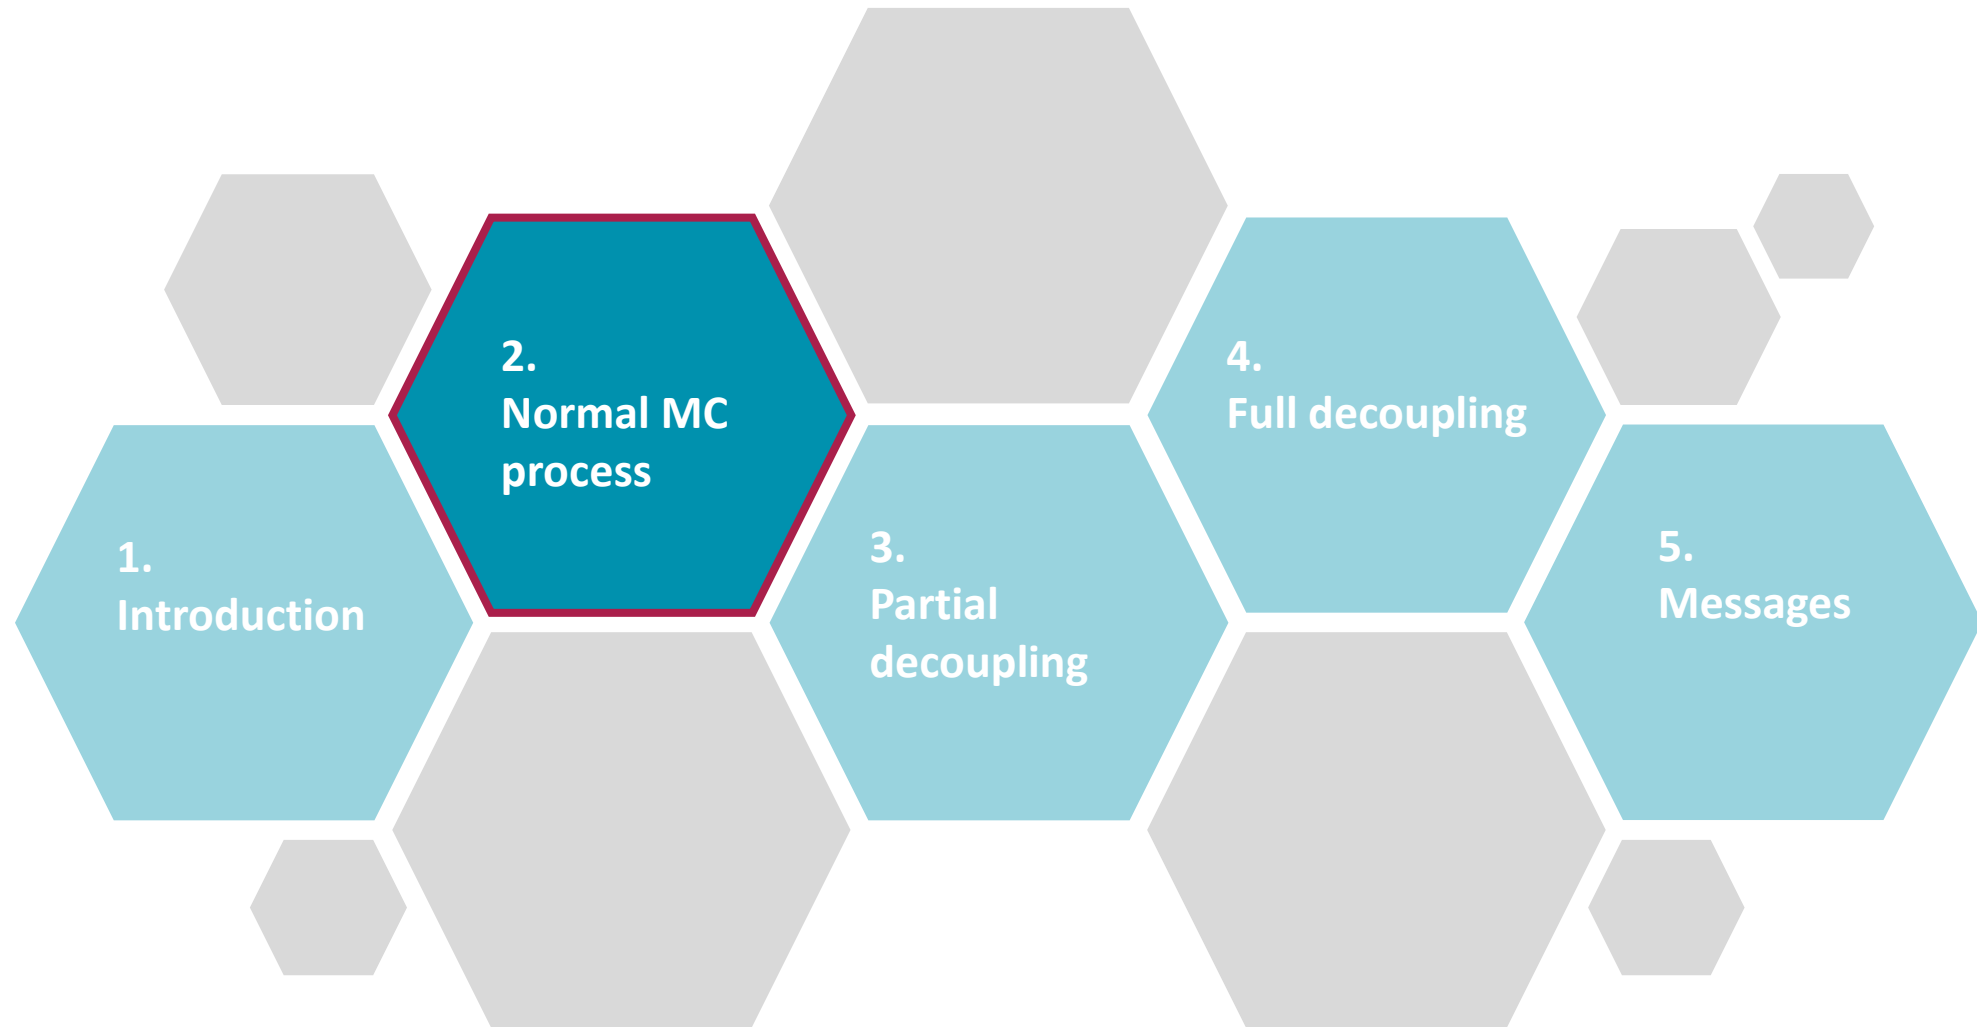 1.
Introduction
2.
Normal MC
process
3.
Partial
decoupling
4.
Full decoupling
5.
Messages